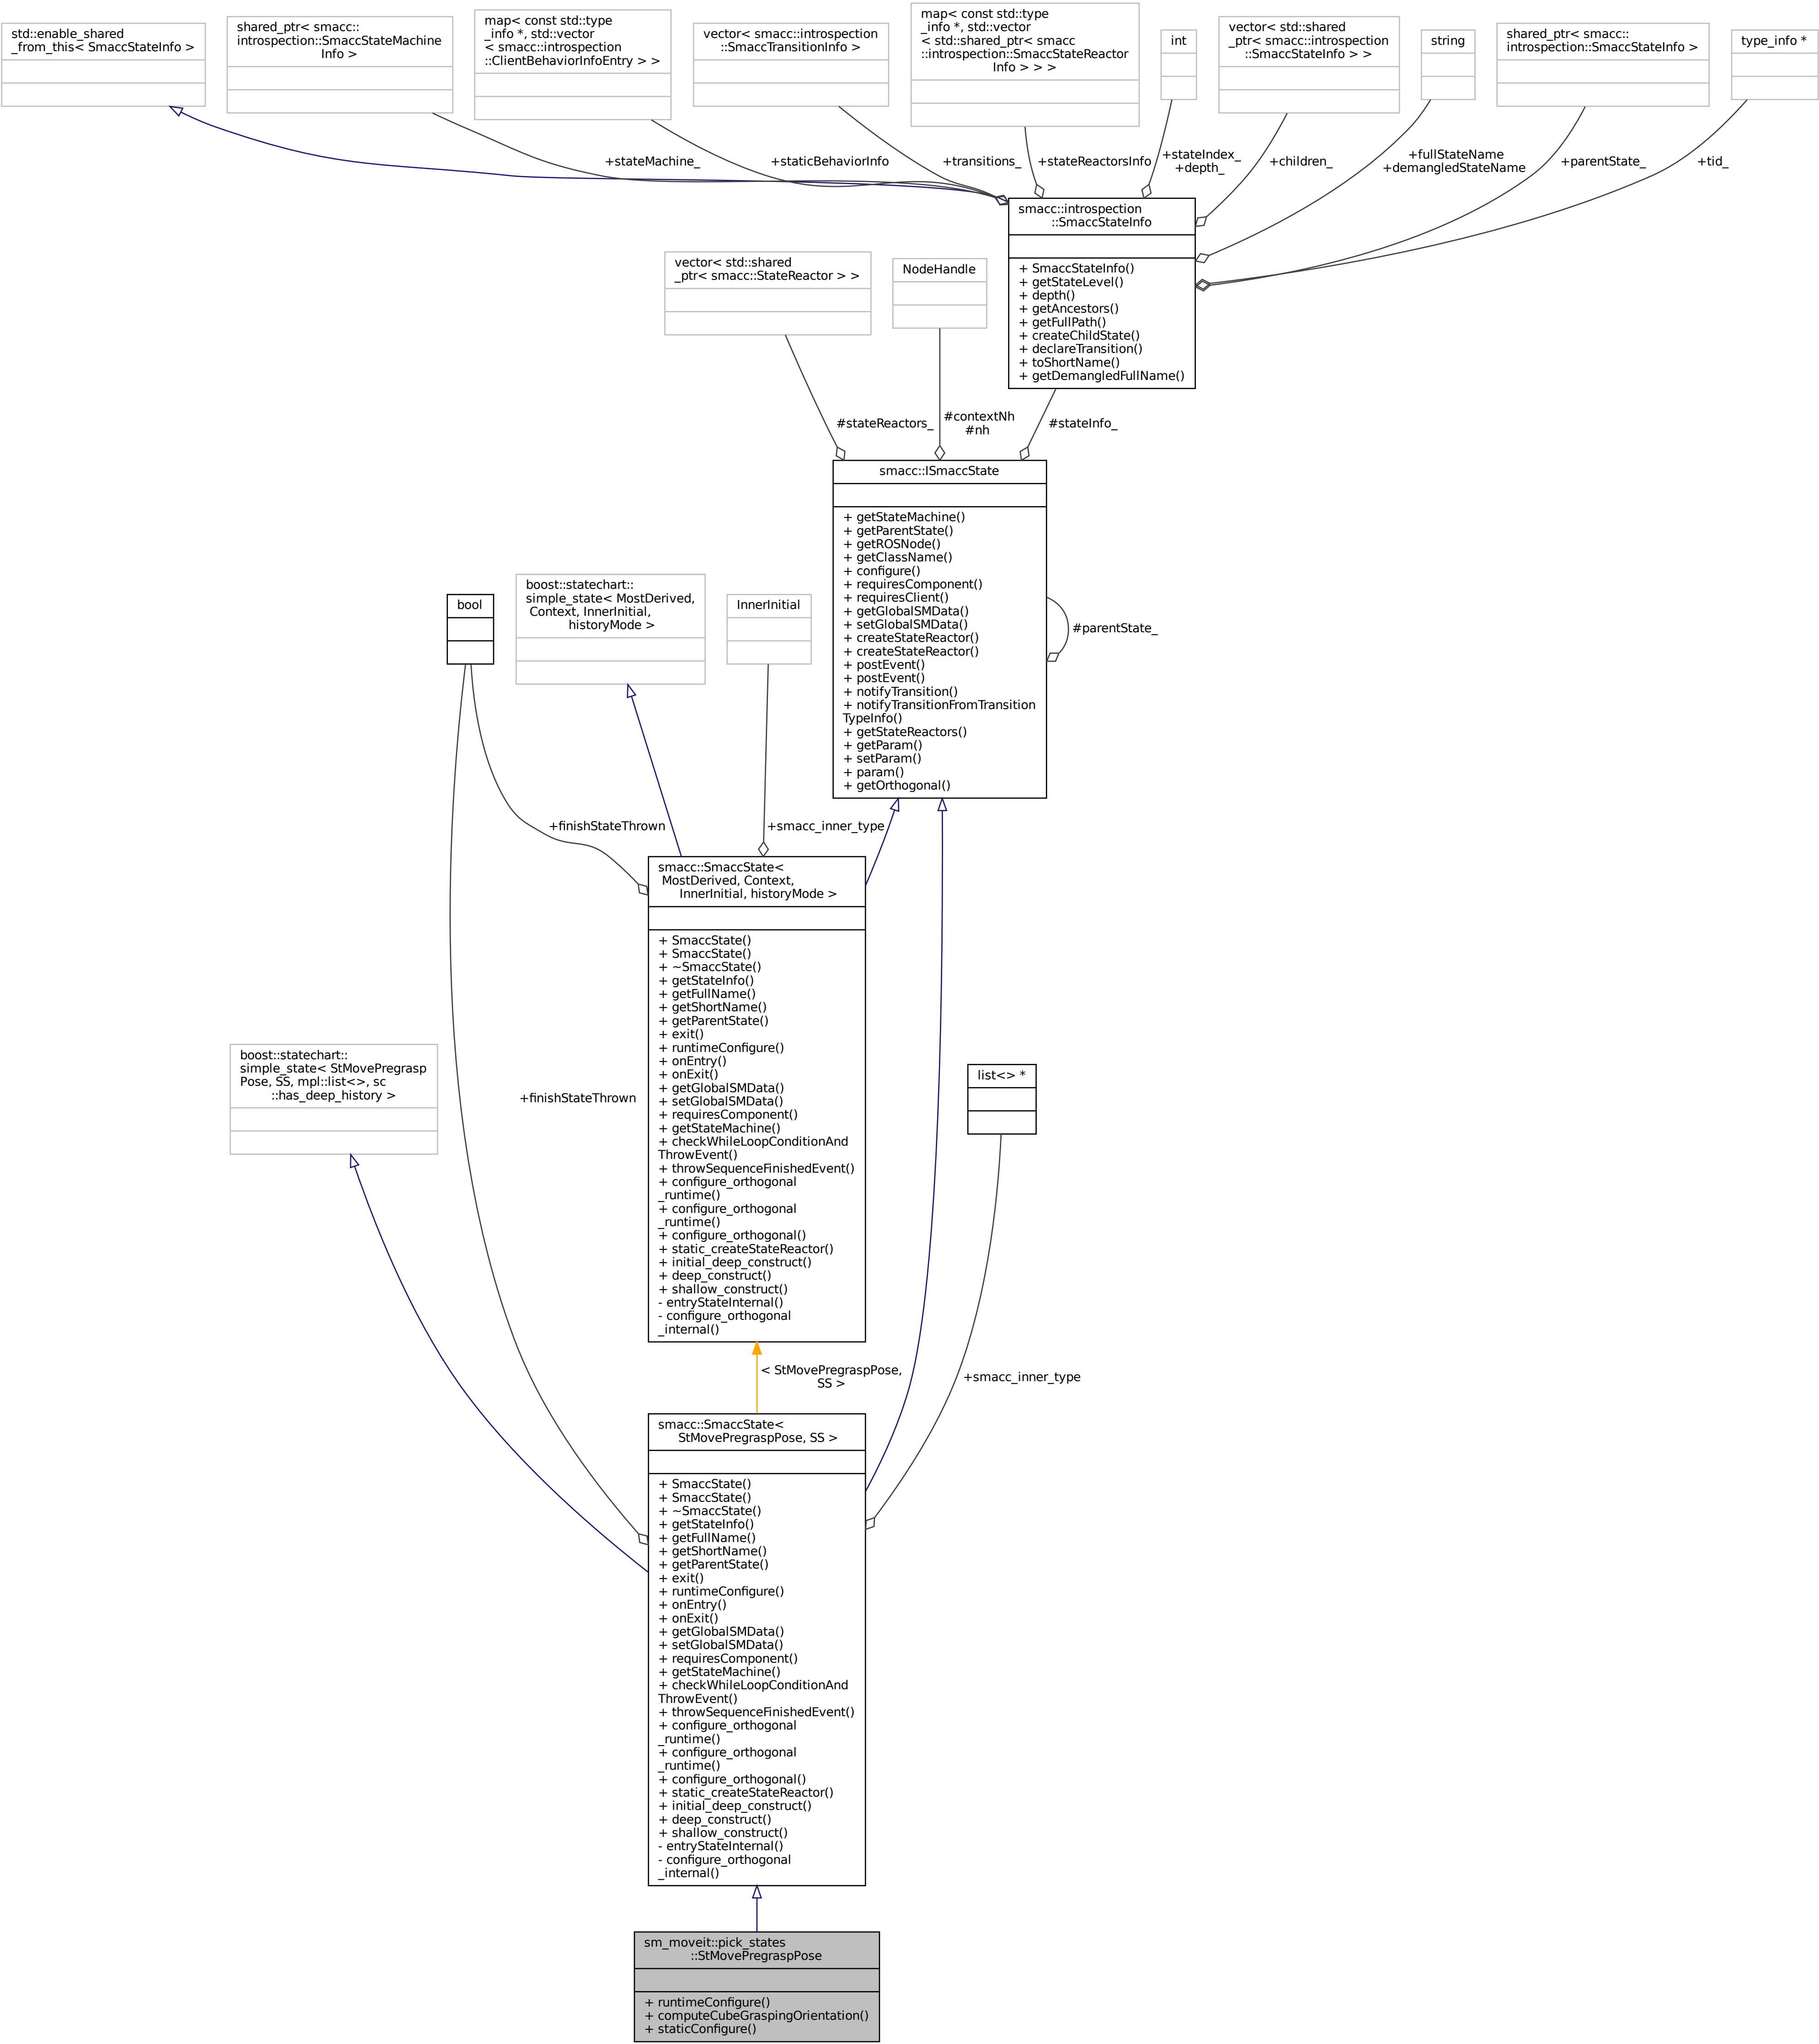 std::enable_shared
_from_this< SmaccStateInfo >
shared_ptr< smacc::
introspection::SmaccStateMachine
Info >
map< const std::type
_info *, std::vector
< smacc::introspection
::ClientBehaviorInfoEntry > >
vector< smacc::introspection
::SmaccTransitionInfo >
map< const std::type
_info *, std::vector
< std::shared_ptr< smacc
::introspection::SmaccStateReactor
Info > > >
int
vector< std::shared
_ptr< smacc::introspection
::SmaccStateInfo > >
string
shared_ptr< smacc::
introspection::SmaccStateInfo >
type_info *
+stateMachine_
+staticBehaviorInfo
+transitions_
+stateReactorsInfo
+stateIndex_
+depth_
+children_
+fullStateName
+demangledStateName
+parentState_
+tid_
smacc::introspection
::SmaccStateInfo
+ SmaccStateInfo()
+ getStateLevel()
+ depth()
+ getAncestors()
+ getFullPath()
+ createChildState()
+ declareTransition()
+ toShortName()
+ getDemangledFullName()
vector< std::shared
_ptr< smacc::StateReactor > >
NodeHandle
#stateReactors_
#contextNh
#nh
#stateInfo_
smacc::ISmaccState
+ getStateMachine()
+ getParentState()
+ getROSNode()
+ getClassName()
+ configure()
+ requiresComponent()
+ requiresClient()
+ getGlobalSMData()
+ setGlobalSMData()
+ createStateReactor()
+ createStateReactor()
+ postEvent()
+ postEvent()
+ notifyTransition()
+ notifyTransitionFromTransition
TypeInfo()
+ getStateReactors()
+ getParam()
+ setParam()
+ param()
+ getOrthogonal()
#parentState_
bool
boost::statechart::
simple_state< MostDerived,
Context, InnerInitial,
historyMode >
InnerInitial
+finishStateThrown
+smacc_inner_type
smacc::SmaccState<
MostDerived, Context,
InnerInitial, historyMode >
+ SmaccState()
+ SmaccState()
+ ~SmaccState()
+ getStateInfo()
+ getFullName()
+ getShortName()
+ getParentState()
+ exit()
+ runtimeConfigure()
+ onEntry()
+ onExit()
+ getGlobalSMData()
+ setGlobalSMData()
+ requiresComponent()
+ getStateMachine()
+ checkWhileLoopConditionAnd
ThrowEvent()
+ throwSequenceFinishedEvent()
+ configure_orthogonal
_runtime()
+ configure_orthogonal
_runtime()
+ configure_orthogonal()
+ static_createStateReactor()
+ initial_deep_construct()
+ deep_construct()
+ shallow_construct()
- entryStateInternal()
- configure_orthogonal
_internal()
boost::statechart::
simple_state< StMovePregrasp
Pose, SS, mpl::list<>, sc
::has_deep_history >
+finishStateThrown
list<> *
< StMovePregraspPose,
SS >
+smacc_inner_type
smacc::SmaccState<
StMovePregraspPose, SS >
+ SmaccState()
+ SmaccState()
+ ~SmaccState()
+ getStateInfo()
+ getFullName()
+ getShortName()
+ getParentState()
+ exit()
+ runtimeConfigure()
+ onEntry()
+ onExit()
+ getGlobalSMData()
+ setGlobalSMData()
+ requiresComponent()
+ getStateMachine()
+ checkWhileLoopConditionAnd
ThrowEvent()
+ throwSequenceFinishedEvent()
+ configure_orthogonal
_runtime()
+ configure_orthogonal
_runtime()
+ configure_orthogonal()
+ static_createStateReactor()
+ initial_deep_construct()
+ deep_construct()
+ shallow_construct()
- entryStateInternal()
- configure_orthogonal
_internal()
sm_moveit::pick_states
::StMovePregraspPose
+ runtimeConfigure()
+ computeCubeGraspingOrientation()
+ staticConfigure()